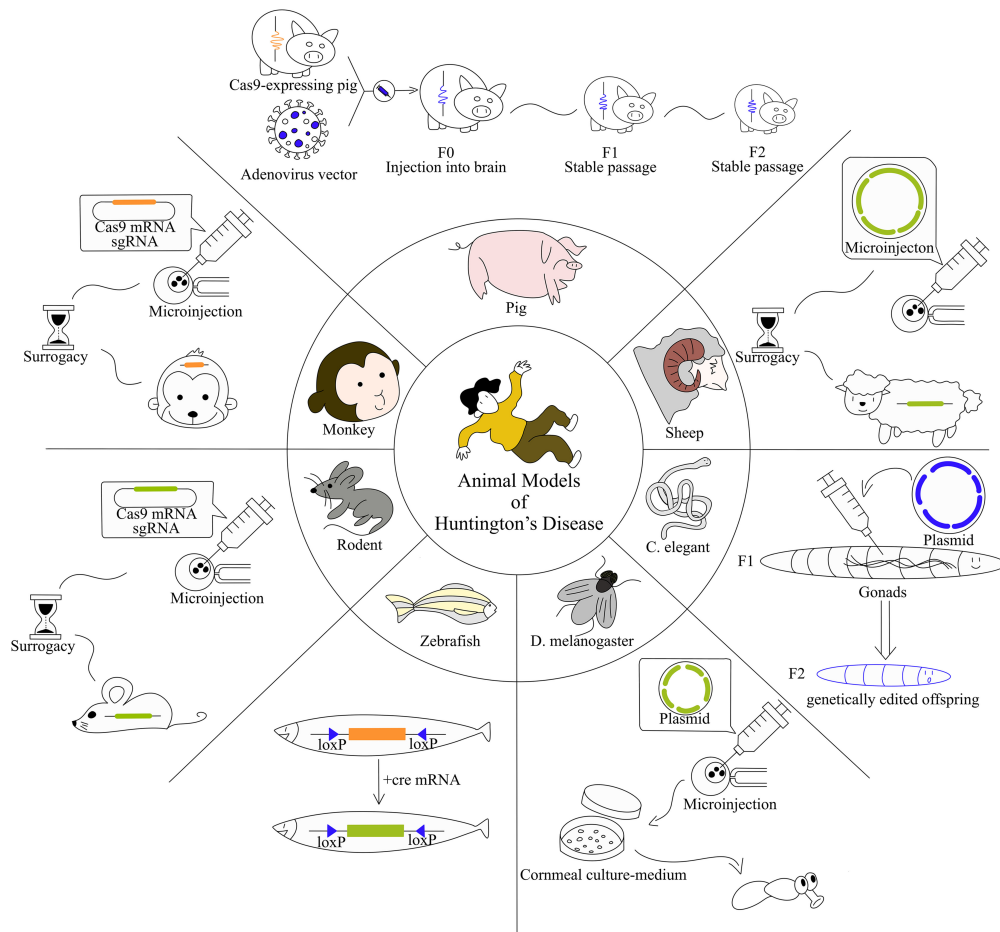 Cas9-expressing pig
Adenovirus vector
F0
Injection into brain
F1
Stable passage
F2
Stable passage
Cas9 mRNA
sgRNA
Microinjection
Surrogacy
Microinjecton
Surrogacy
Pig
Monkey
Sheep
Animal Models
of
Huntington’s Disease
Rodent
C. elegant
Zebrafish
D. melanogaster
Cas9 mRNA
sgRNA
Microinjection
Surrogacy
Plasmid
F1
Gonads
F2
genetically edited offspring
loxP
loxP
+cre mRNA
loxP
loxP
Plasmid
Microinjection
Cornmeal culture-medium